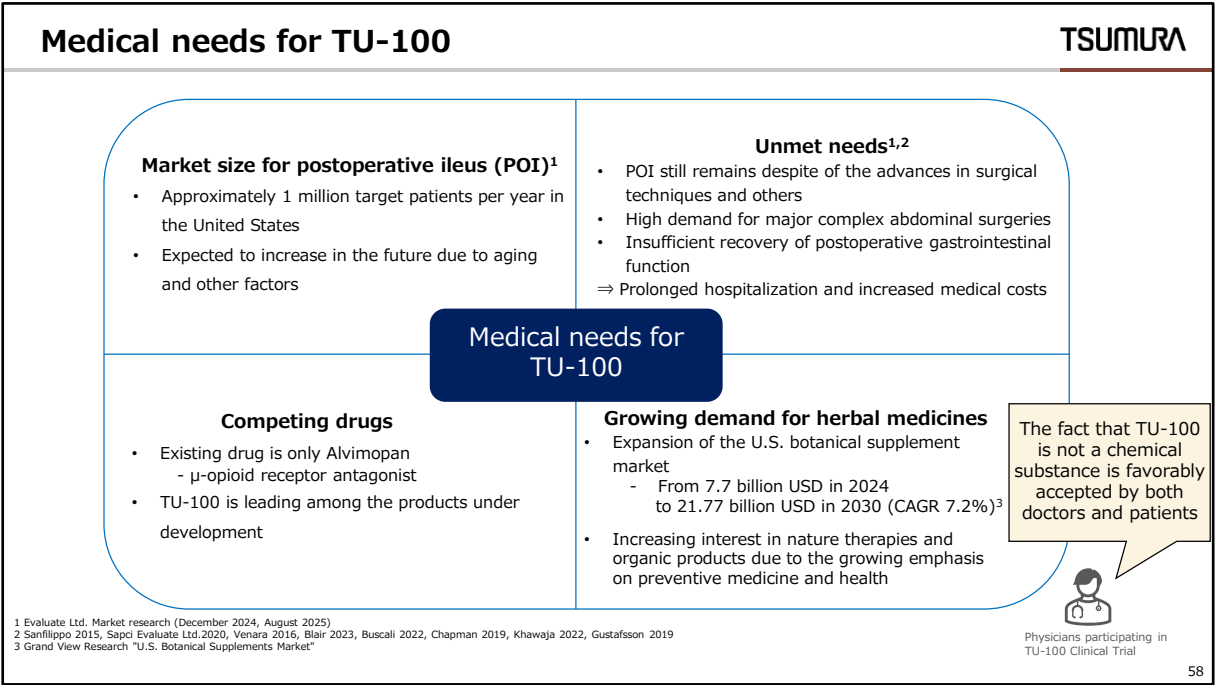 Medical needs for TU-100
TSUMURA
Market size for postoperative ileus (POI)1
• Approximately 1 million target patients per year in
the United States
• Expected to increase in the future due to aging
and other factors
Unmet needs1,2
• POI still remains despite of the advances in surgical
techniques and others
• High demand for major complex abdominal surgeries
• Insufficient recovery of postoperative gastrointestinal
function
⇒ Prolonged hospitalization and increased medical costs
Medical needs for
TU-100
Competing drugs
• Existing drug is only Alvimopan
- μ-opioid receptor antagonist
• TU-100 is leading among the products under
development
Growing demand for herbal medicines
• Expansion of the U.S. botanical supplement
market
- From 7.7 billion USD in 2024
to 21.77 billion USD in 2030 (CAGR 7.2%)3
• Increasing interest in nature therapies and
organic products due to the growing emphasis
on preventive medicine and health
The fact that TU-100
is not a chemical
substance is favorably
accepted by both
doctors and patients
Physicians participating in
TU-100 Clinical Trial
1 Evaluate Ltd. Market research (December 2024, August 2025)
2 Sanfilippo 2015, Sapci Evaluate Ltd.2020, Venara 2016, Blair 2023, Buscali 2022, Chapman 2019, Khawaja 2022, Gustafsson 2019
3 Grand View Research "U.S. Botanical Supplements Market"
58